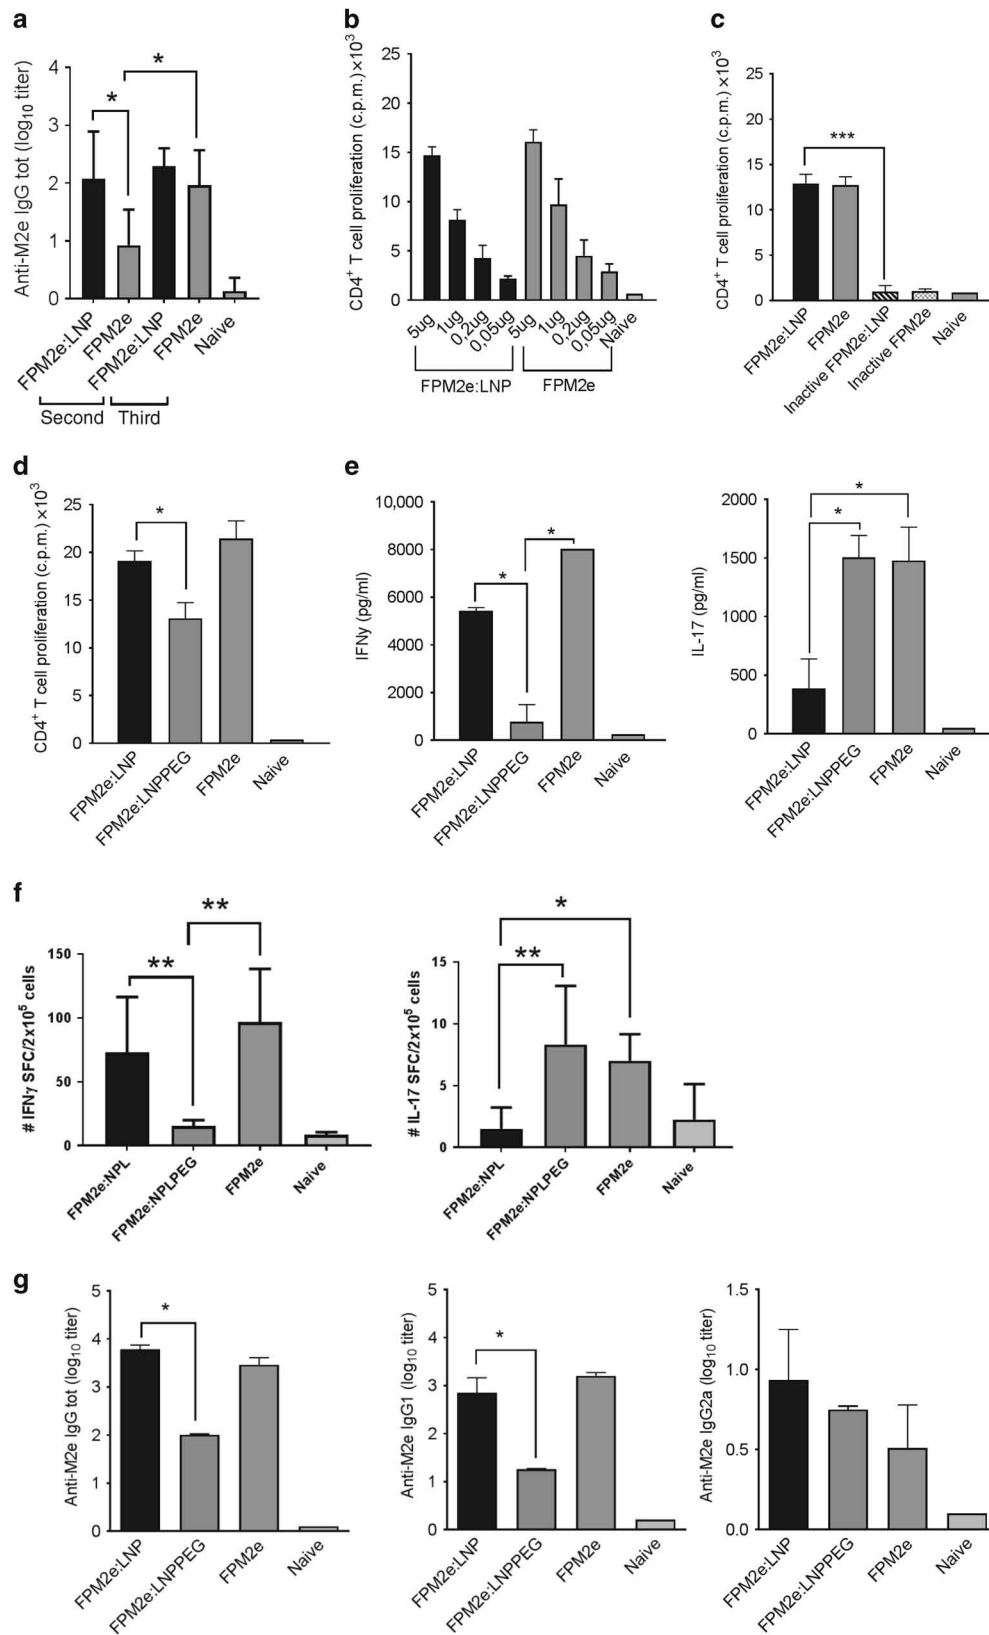 a
Anti-M2e IgG tot (log10 titer)
4
3
2
1
0
*
*
FPM2e:LNP
FPM2e
FPM2e:LNP
FPM2e
Naive
Second
Third
b
CD4+ T cell proliferation (c.p.m.) ×10³
25
20
15
10
5
0
5ug
1ug
0,2ug
0,05ug
5ug
1ug
0,2ug
0,05ug
Naive
FPM2e:LNP
FPM2e
c
CD4+ T cell proliferation (c.p.m.) ×10³
25
20
15
10
5
0
***
FPM2e:LNP
FPM2e
Inactive FPM2e:LNP
Inactive FPM2e
Naive
d
CD4+ T cell proliferation (c.p.m.) ×10³
25
20
15
10
5
0
*
FPM2e:LNP
FPM2e:LNPPEG
FPM2e
Naive
e
IFNγ (pg/ml)
10,000
8000
6000
4000
2000
0
*
*
FPM2e:LNP
FPM2e:LNPPEG
FPM2e
Naive
IL-17 (pg/ml)
2000
1500
1000
500
0
*
*
FPM2e:LNP
FPM2e:LNPPEG
FPM2e
Naive
f
# IFNγ SFC/2x10⁵ cells
150
100
50
0
**
**
FPM2e:NPL
FPM2e:NPLPEG
FPM2e
Naive
# IL-17 SFC/2x10⁵ cells
15
10
5
0
*
**
FPM2e:NPL
FPM2e:NPLPEG
FPM2e
Naive
g
Anti-M2e IgG tot (log10 titer)
5
4
3
2
1
0
*
FPM2e:LNP
FPM2e:LNPPEG
FPM2e
Naive
Anti-M2e IgG1 (log10 titer)
5
4
3
2
1
0
*
FPM2e:LNP
FPM2e:LNPPEG
FPM2e
Naive
Anti-M2e IgG2a (log10 titer)
1.5
1.0
0.5
0.0
FPM2e:LNP
FPM2e:LNPPEG
FPM2e
Naive